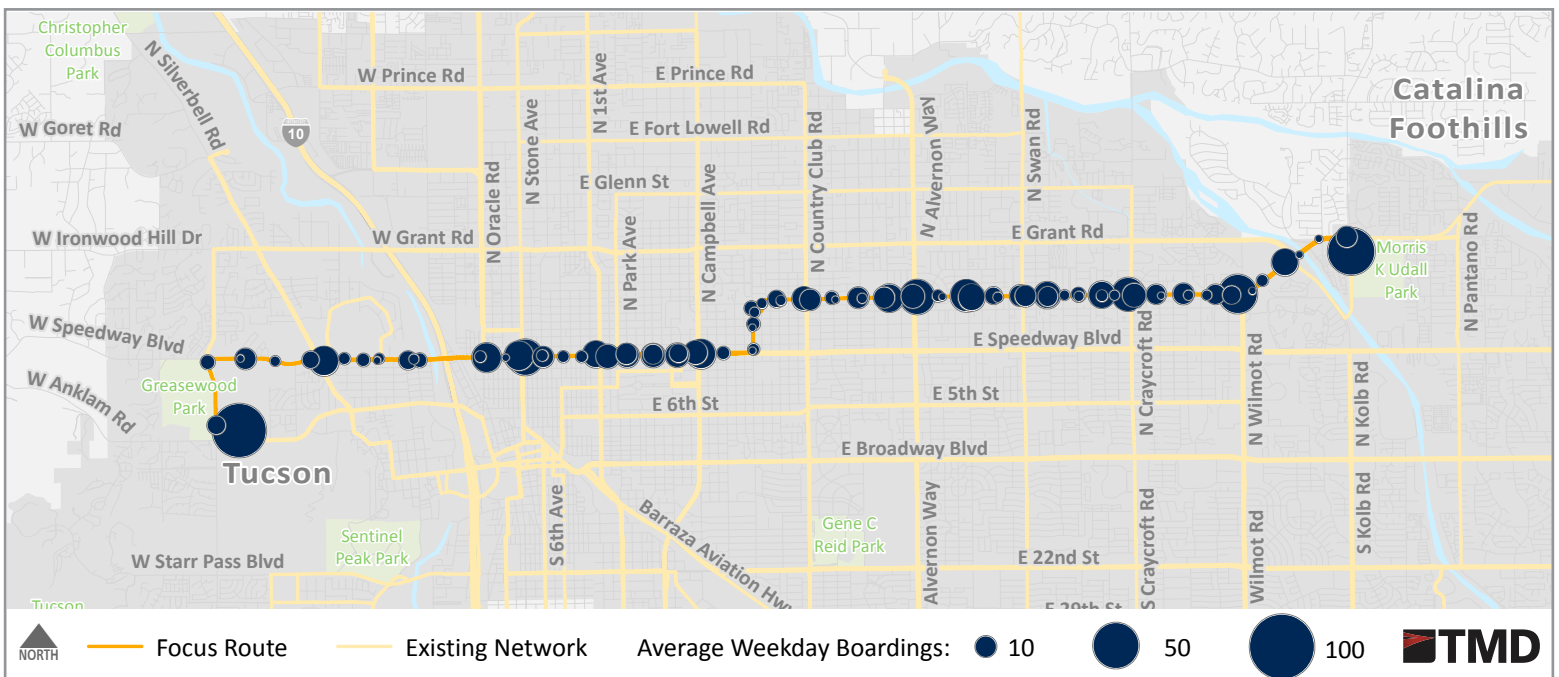 Christopher
Columbus
Park
N Silverbell Rd
W Prince Rd
N 1st Ave
E Prince Rd
Catalina
Foothills
W Goret Rd
10
N Stone Ave
E Fort Lowell Rd
N Country Club Rd
N Alvernon Way
N Swan Rd
N Oracle Rd
E Glenn St
N Park Ave
N Campbell Ave
W Ironwood Hill Dr
W Grant Rd
E Grant Rd
N Pantano Rd
Morris
K Udall
Park
W Speedway Blvd
E Speedway Blvd
N Craycroft Rd
N Wilmot Rd
N Kolb Rd
Greasewood
Park
W Anklam Rd
E 6th St
E 5th St
E Broadway Blvd
Tucson
S 6th Ave
Barraza Aviation Hwy
Gene C
Reid Park
Alvernon Way
S Craycroft Rd
Wilmot Rd
S Kolb Rd
Sentinel
Peak Park
W Starr Pass Blvd
E 22nd St
Tucson
E 29th St
NORTH
Focus Route
Existing Network
Average Weekday Boardings:
10
50
100
TMD